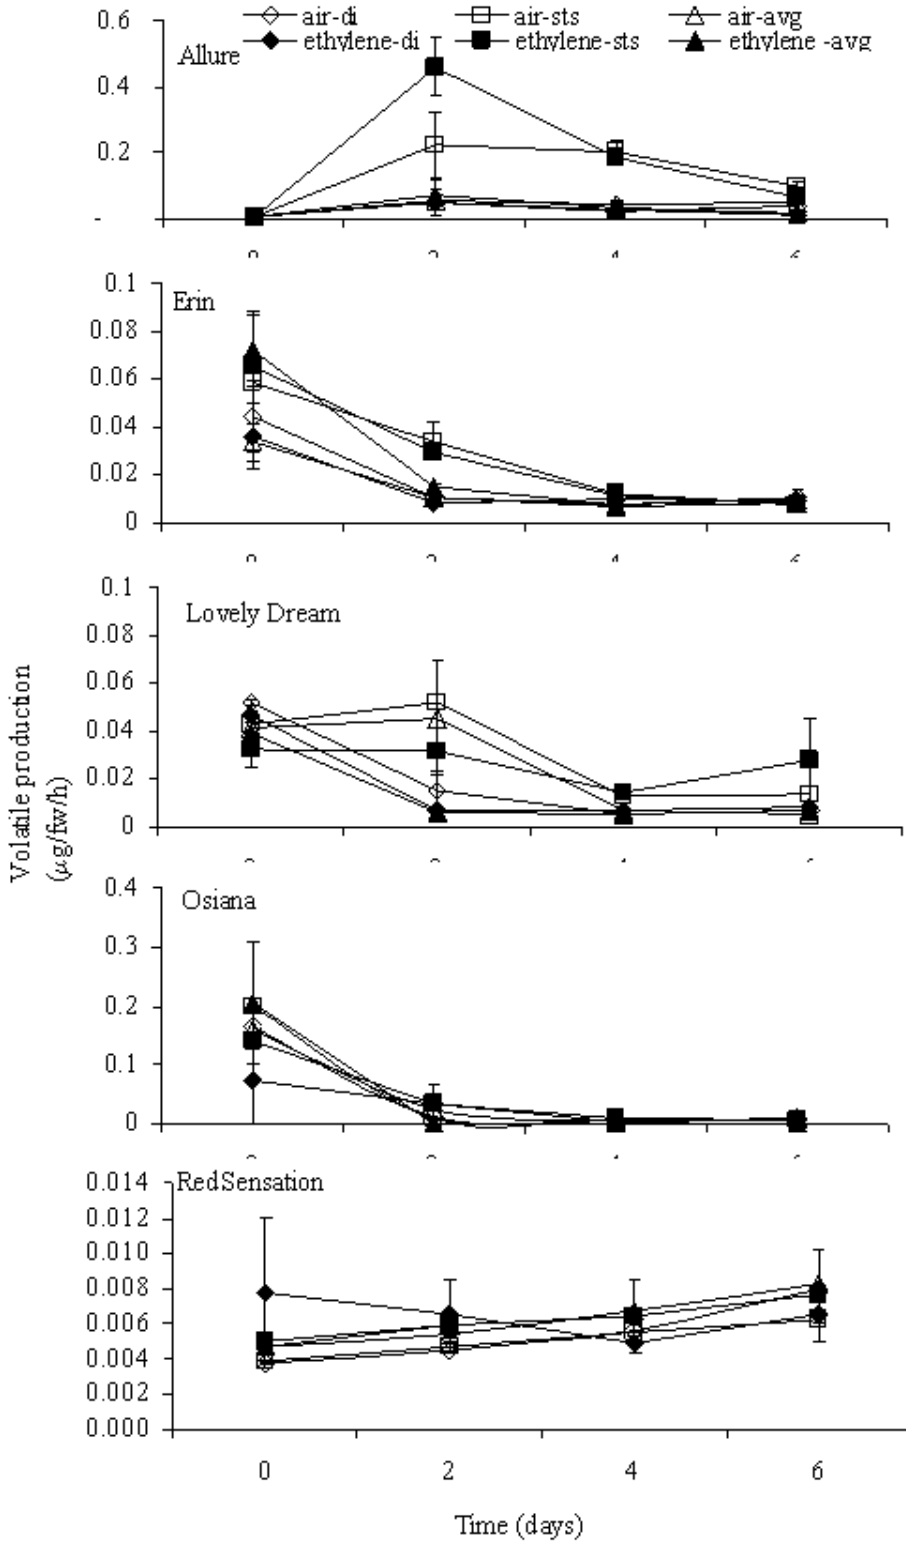 air-di air-sts air-avg
ethylene-di ethylene-sts ethylene -avg
0.6
Allure
0.4
0.2
-
0.1
Erin
0.08
0.06
0.04
0.02
0
0.1
Lovely Dream
0.08
0.06
0.04
0.02
0
Volatile production
(µg/fw/h)
0.4
Osiana
0.3
0.2
0.1
0
0.014
RedSensation
0.012
0.010
0.008
0.006
0.004
0.002
0.000
0 2 4 6
Time (days)